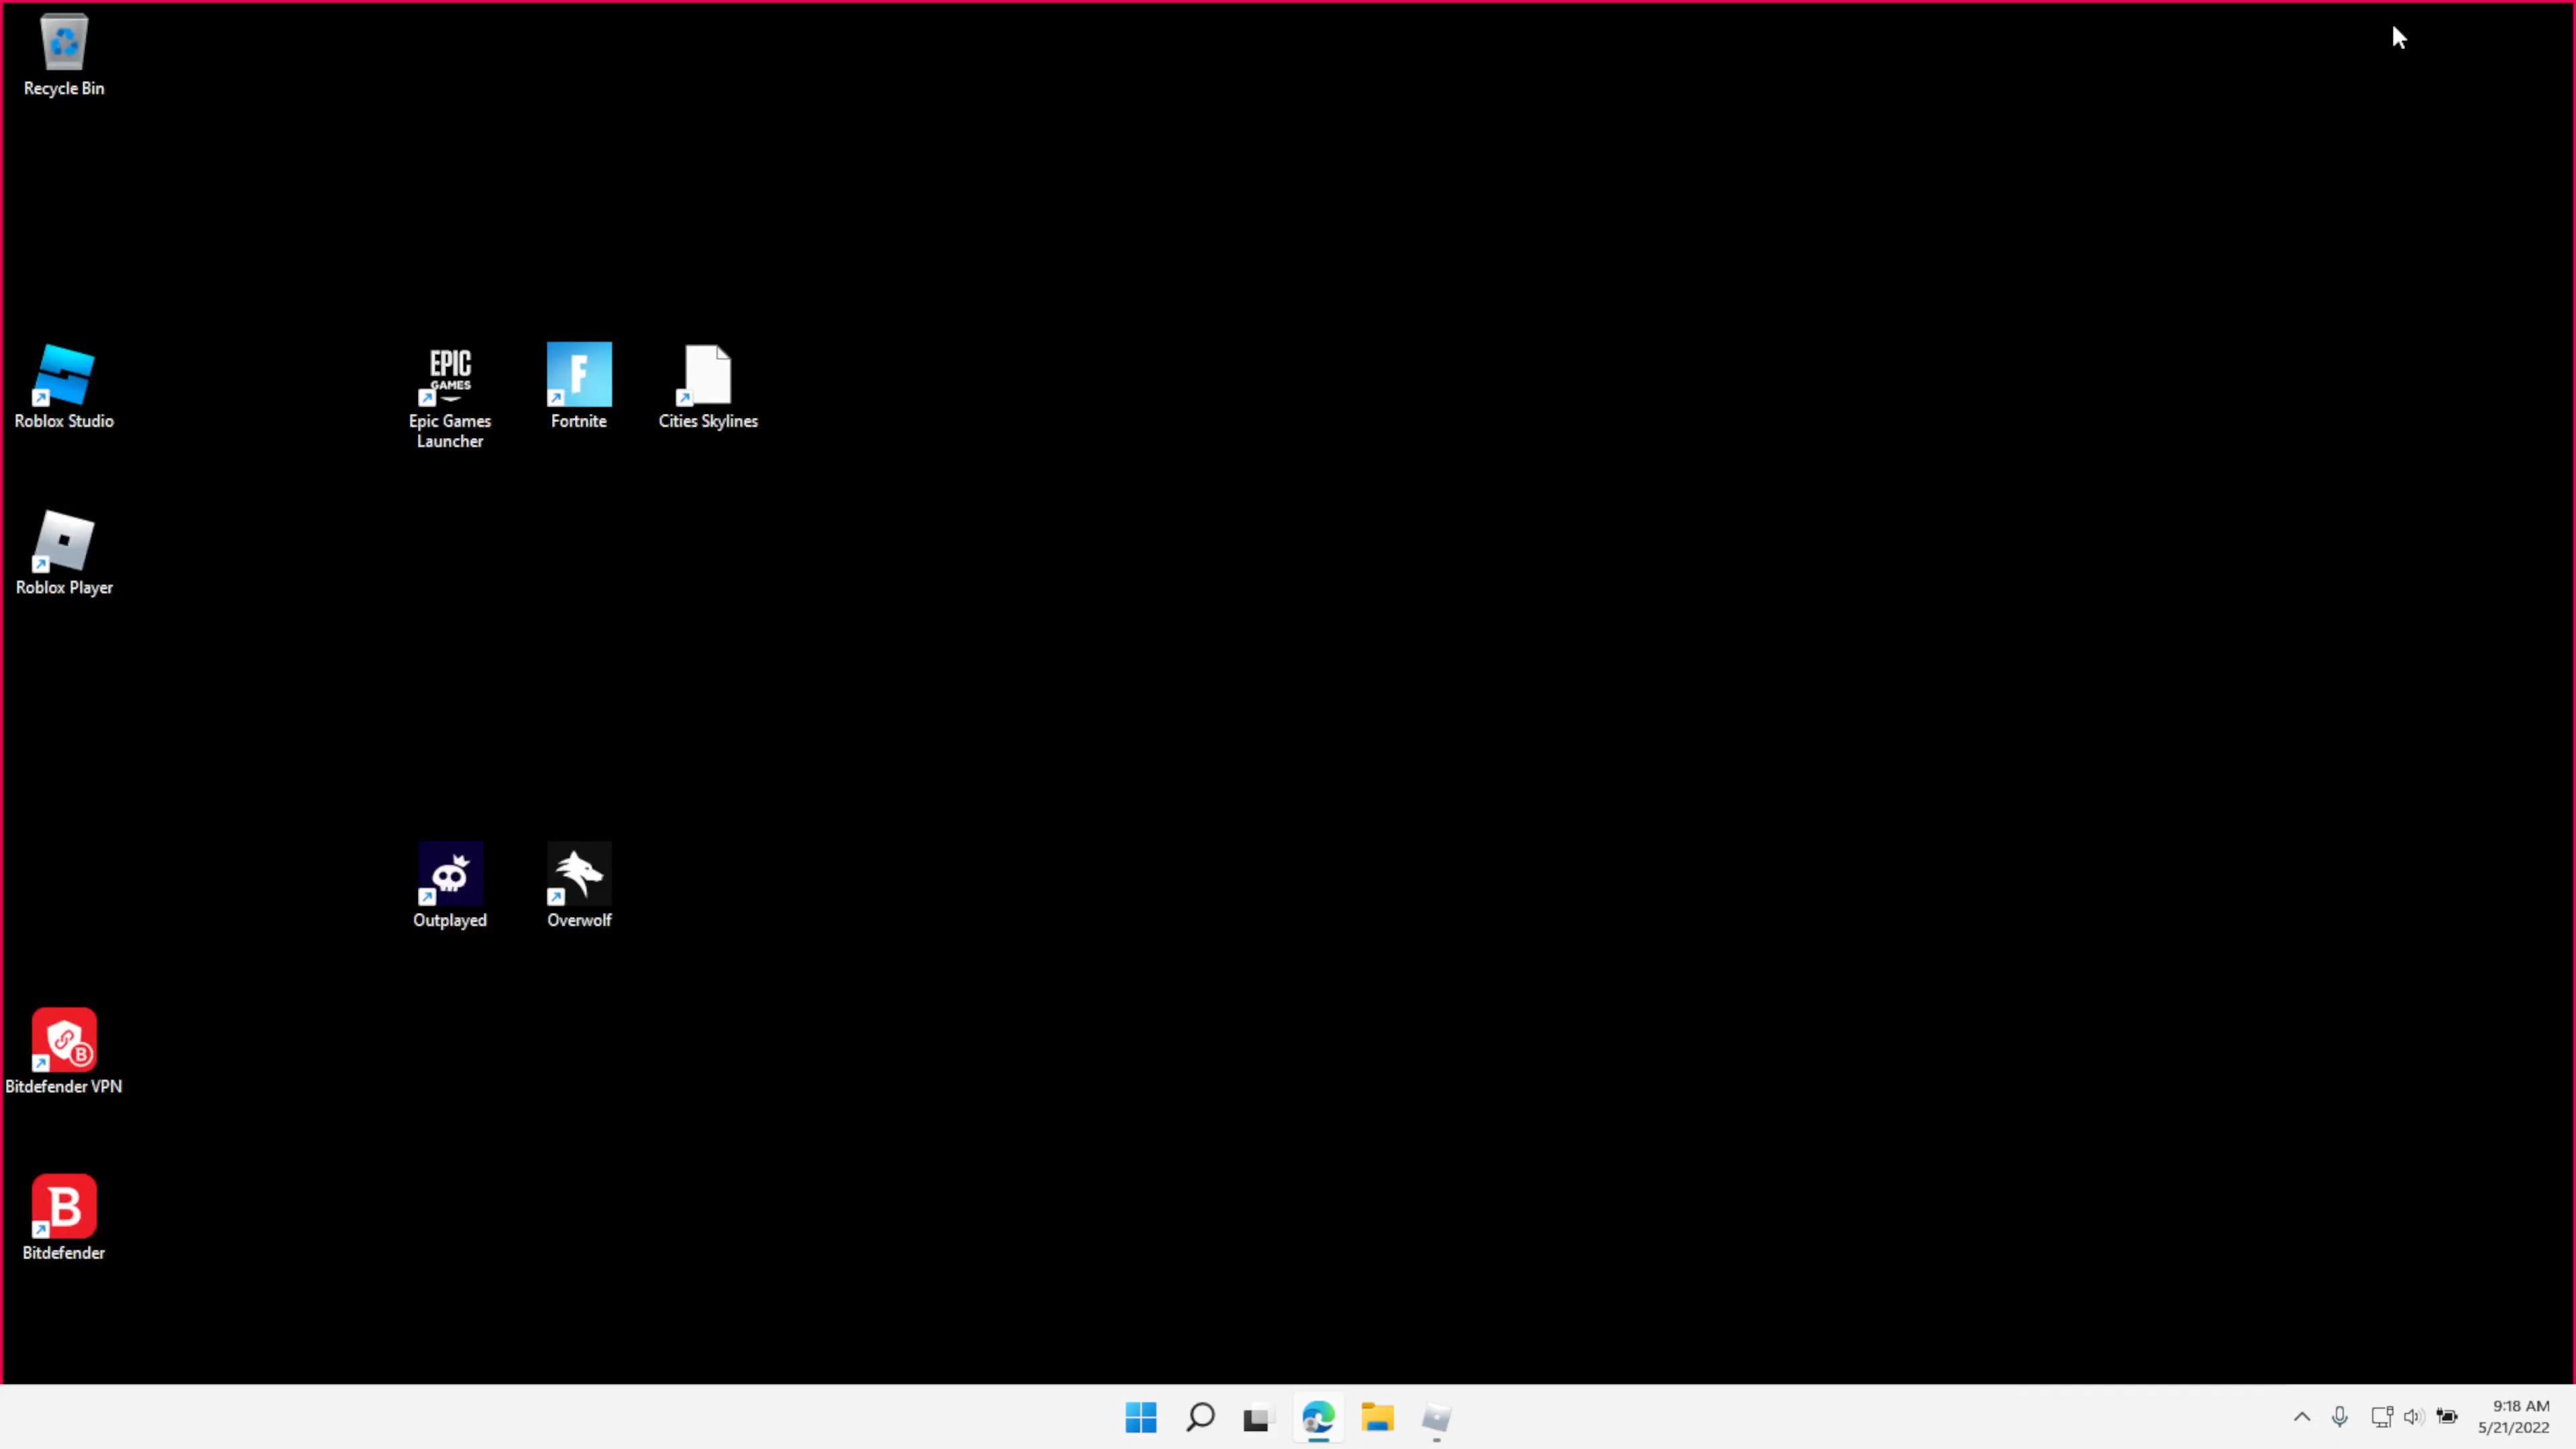 Recycle Bin
Roblox Studio
EPIC
GAMES
Epic Games
Launcher
F
Fortnite
Cities Skylines
Roblox Player
Outplayed
Overwolf
B
Bitdefender VPN
B
Bitdefender
9:18 AM
5/21/2022